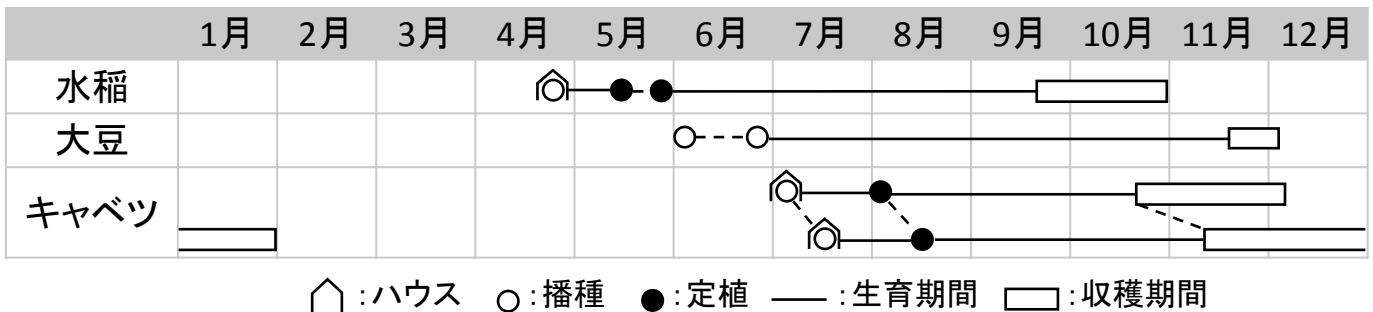 1月 2月 3月 4月 5月 6月 7月 8月 9月 10月 11月 12月
水稲
大豆
キャベツ
:ハウス :播種 :定植 :生育期間 :収穫期間